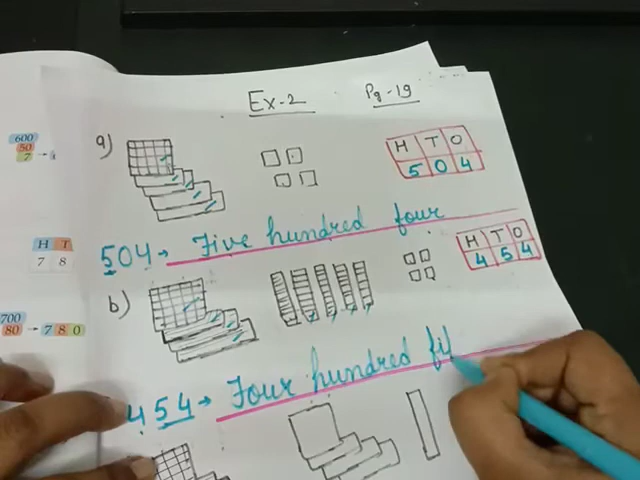 Ex-2 Pg-19
a)
H T O
5 0 4
504 → Five hundred four
b)
H T O
4 5 4
454 → Four hundred fif
600
50
7 →
H T
7 8
700
80 → 7 8 0